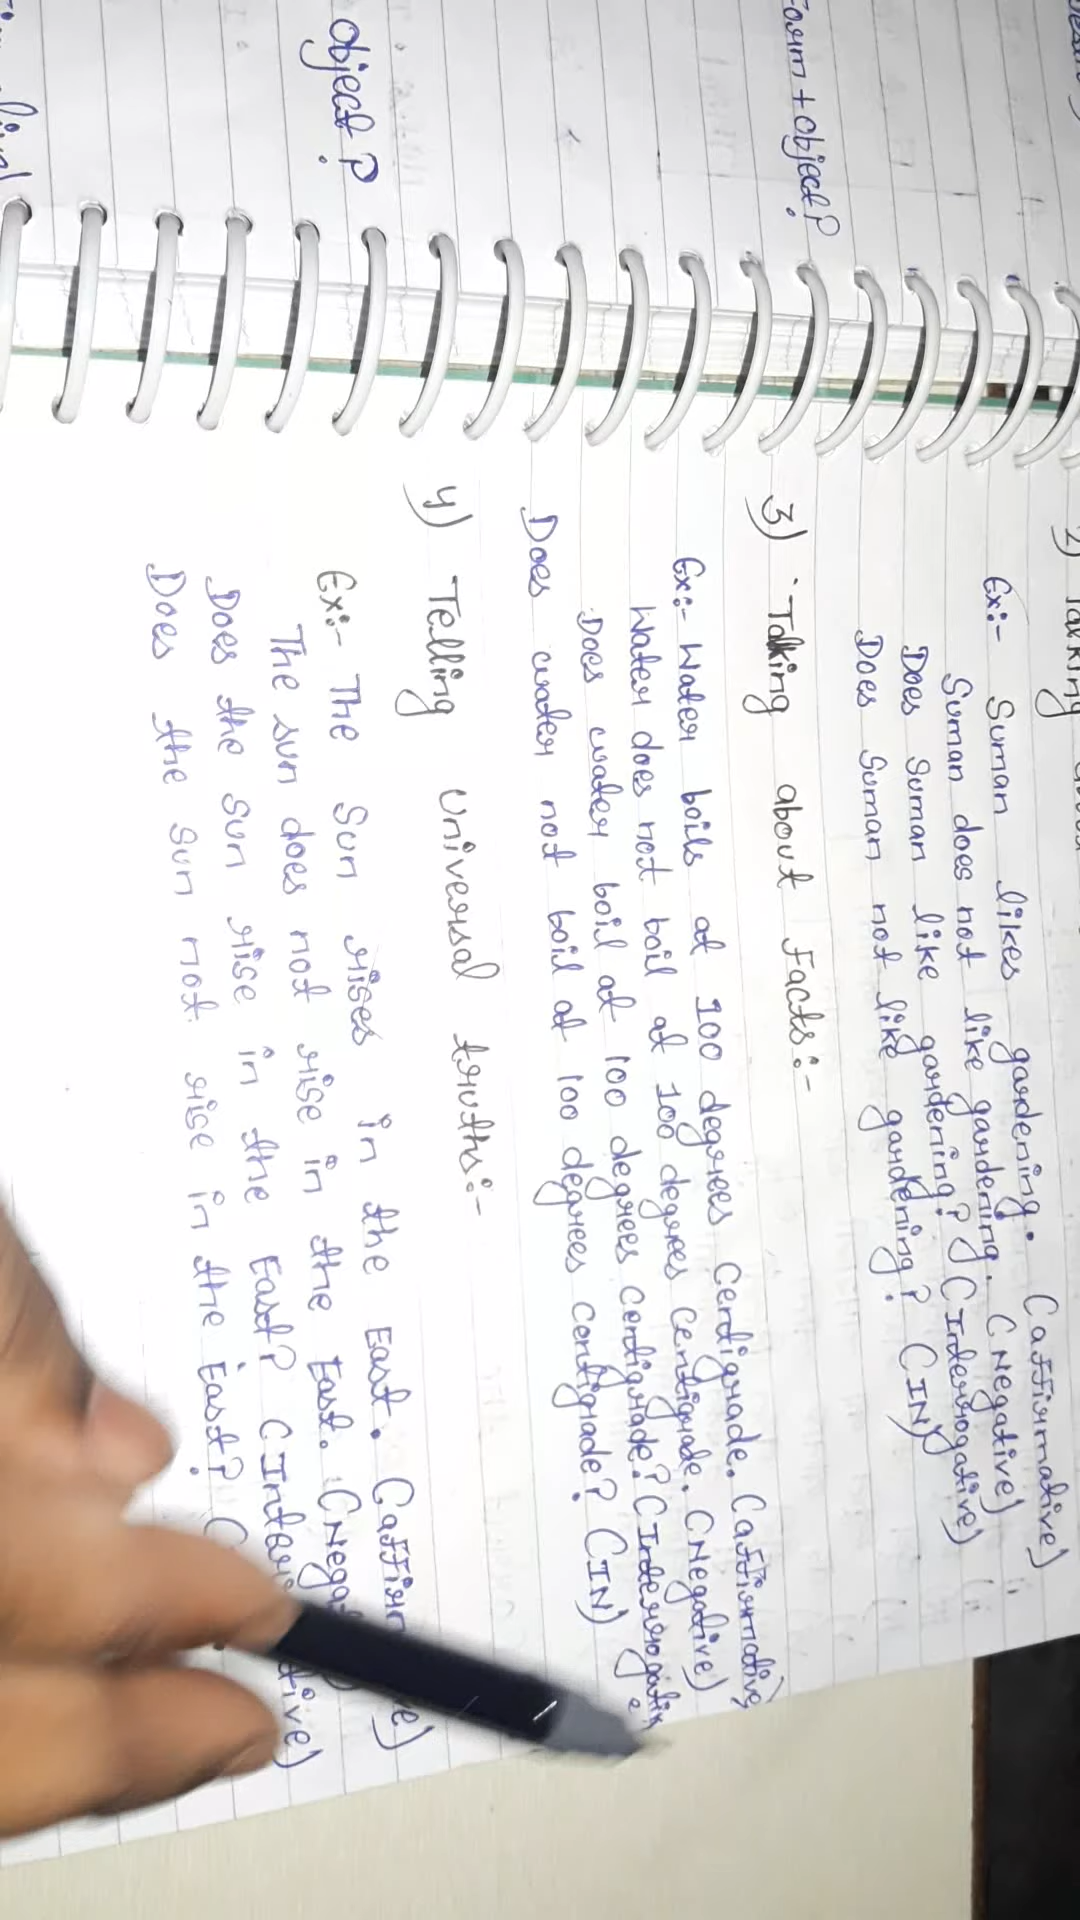 Form + object?
object?
2) Talking
Ex:- Suman likes gardening. (Affirmative)
Suman does not like gardening. (Negative)
Does suman like gardening? (Interrogative)
Does suman not like gardening? (IN)
3) Talking about Facts:-
Ex:- Water boils at 100 degrees centigrade. (Affirmative)
Water does not boil at 100 degrees centigrade. (Negative)
Does water boil at 100 degrees centigrade? (Interrogative
Does water not boil at 100 degrees centigrade? (IN)
4) Telling universal truths:-
Ex:- The Sun rises in the East.
The sun does not rise in the East.
Does the sun rise in the East?
Does the sun not rise in the East?